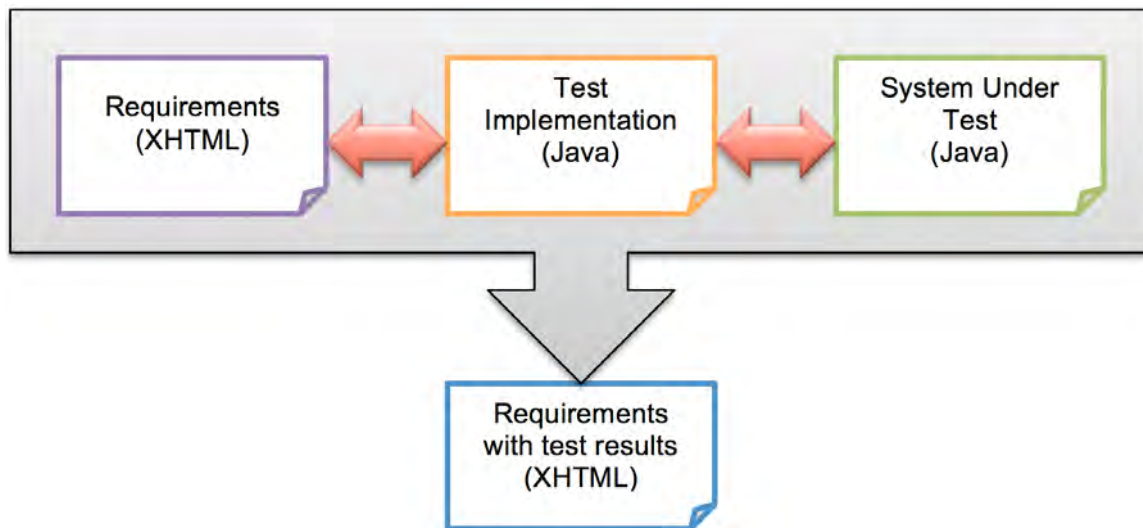 Requirements
(XHTML)
Test
Implementation
(Java)
System Under
Test
(Java)
Requirements
with test results
(XHTML)